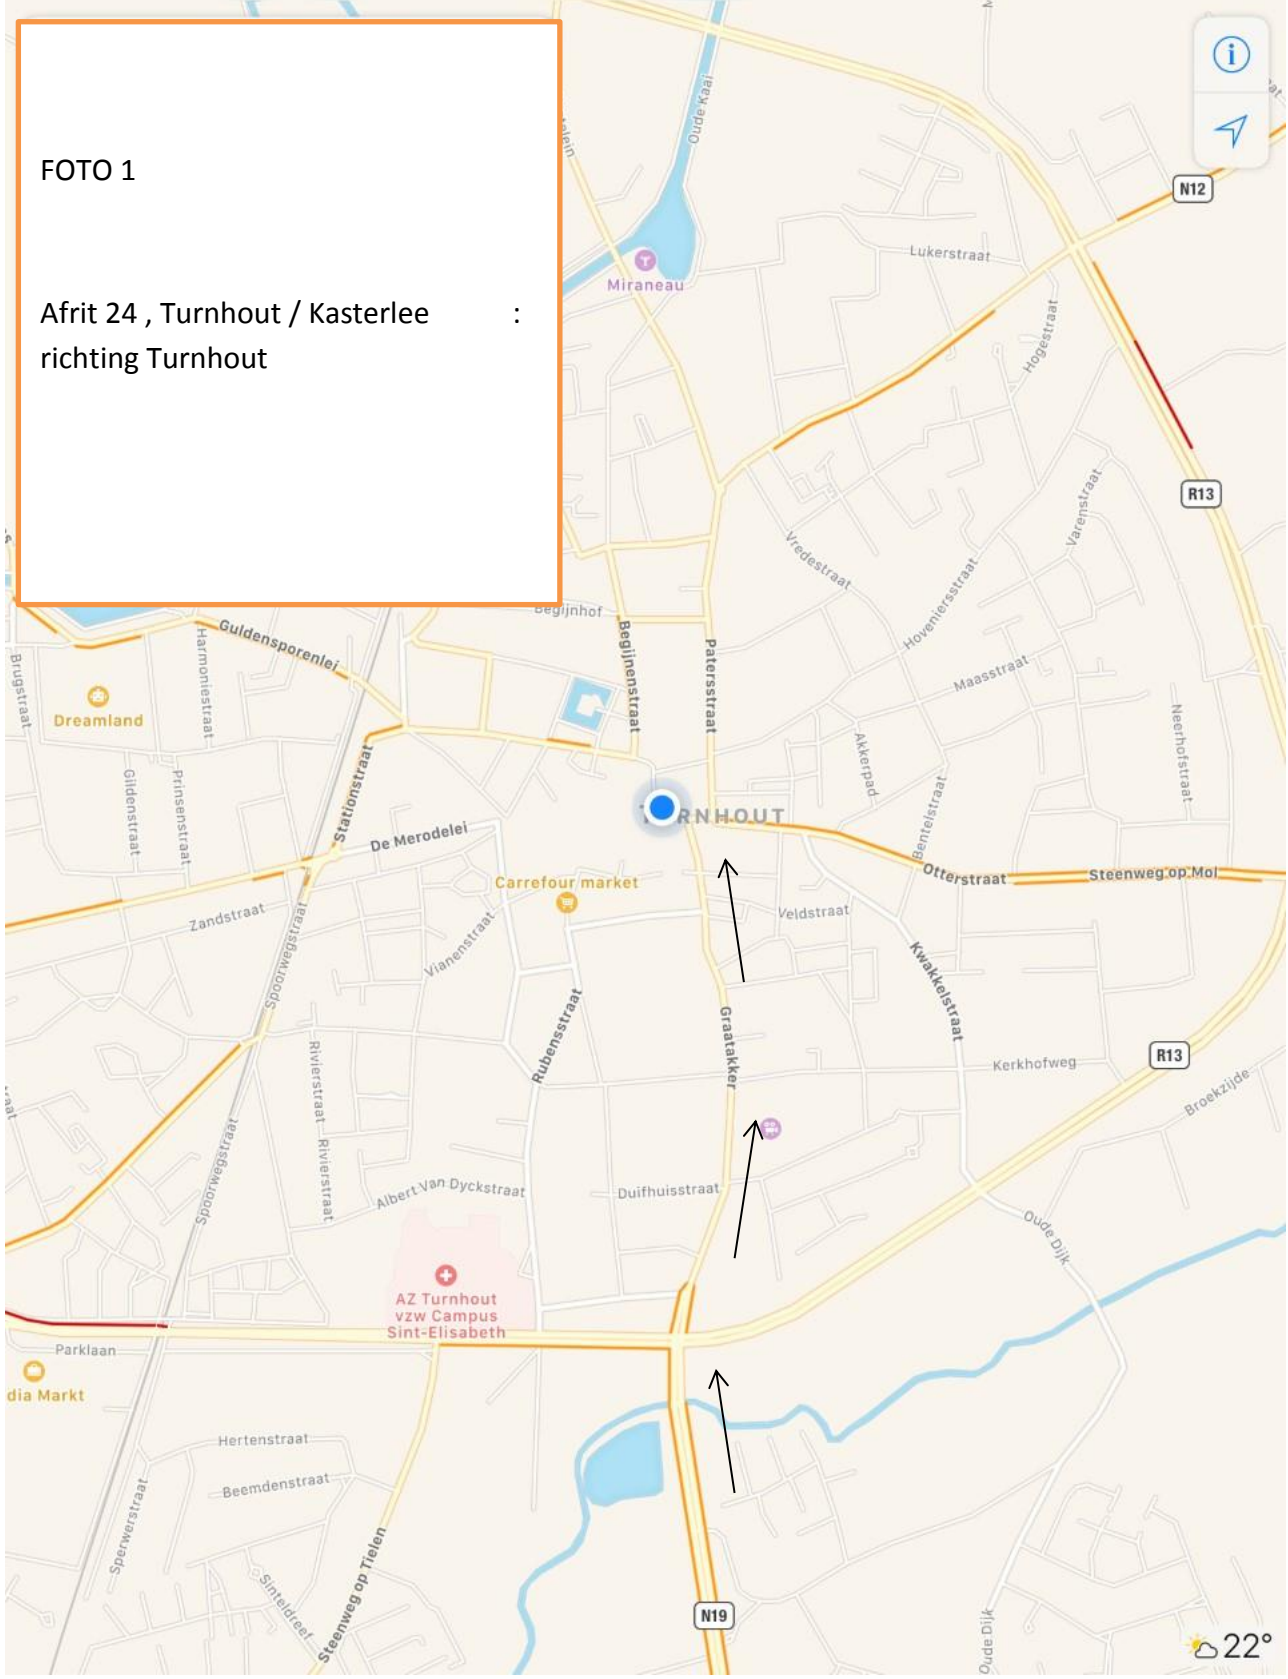 FOTO 1
Afrit 24 , Turnhout / Kasterlee :
richting Turnhout
Oude Kaai
N12
Miraneau
Lukerstraat
Hogestraat
R13
Varenstraat
Vredestraat
Hoveniersstraat
Begijnhof
Guldensporenlei
Harmoniestraat
Brugstraat
Begijnenstraat
Patersstraat
Maasstraat
Dreamland
Neerhofstraat
Akkerpad
Gildenstraat
Prinsenstraat
Stationstraat
RNHOUT
De Merodelei
Bentelstraat
Otterstraat
Steenweg op Mol
Carrefour market
Zandstraat
Veldstraat
Vianenstraat
Spoorwegstraat
Kwakkelstraat
Rubensstraat
Graatakker
R13
Kerkhofweg
Broekzijde
Rivierstraat
Rivierstraat
Spoorwegstraat
Albert Van Dyckstraat
Duifhuisstraat
Oude Dijk
AZ Turnhout
vzw Campus
Sint-Elisabeth
Parklaan
dia Markt
Hertenstraat
Beemdenstraat
Sperwerstraat
Sinteldreef
Steenweg op Tielen
N19
Oude Dijk
22°